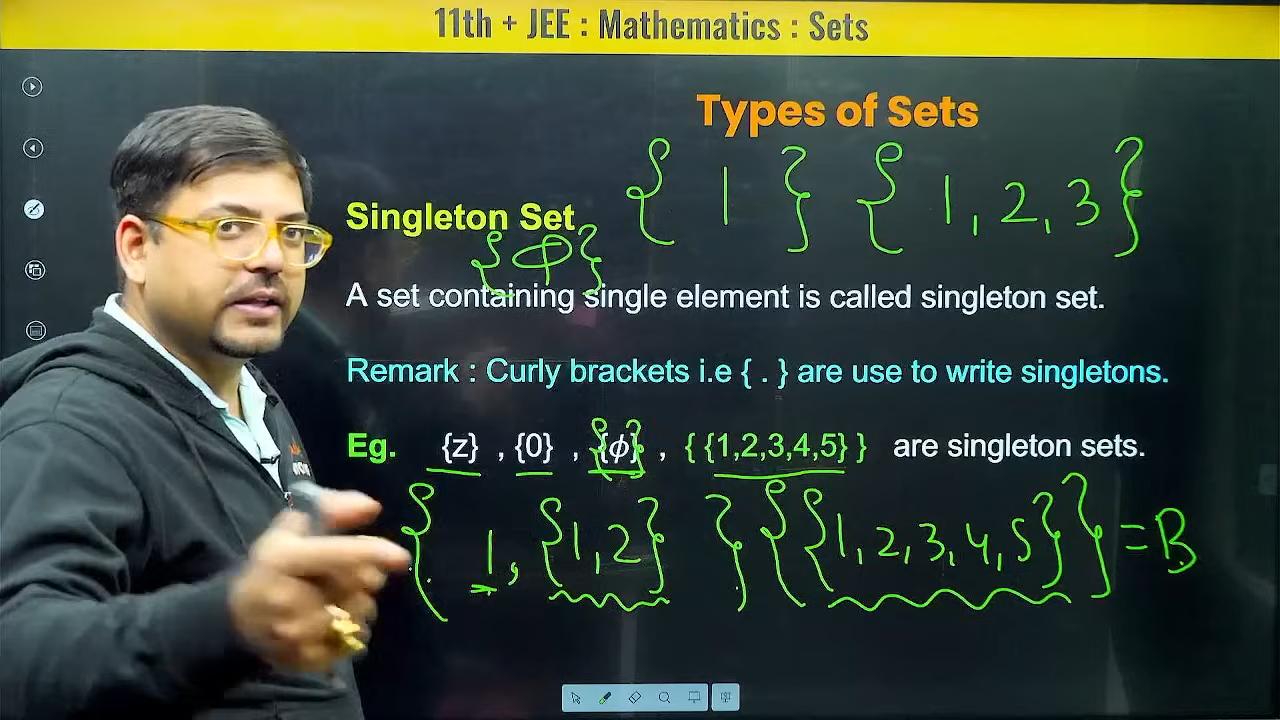 11th + JEE : Mathematics : Sets
Types of Sets
{ 1 } { 1, 2, 3 }
Singleton Set
{ϕ}
A set containing single element is called singleton set.
Remark : Curly brackets i.e { . } are use to write singletons.
Eg. {z} , {0} , {ϕ} , { {1,2,3,4,5} } are singleton sets.
{ 1, {1,2} } {{1,2,3,4,5}} = B